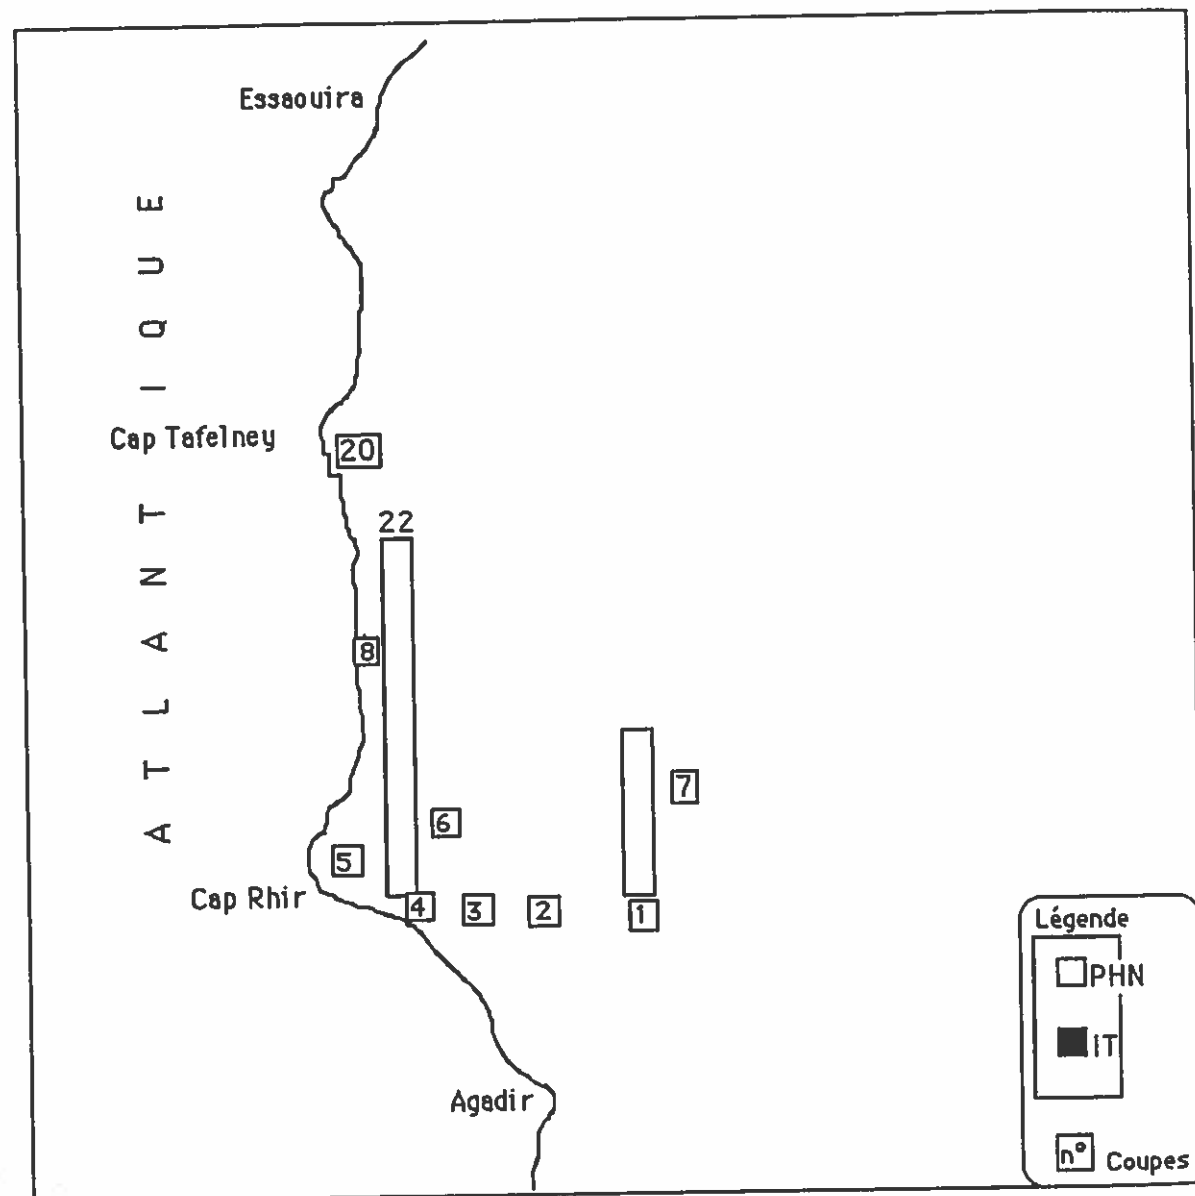 Essaouira
ATLANTIQUE
Cap Tafelney
20
22
8
7
6
5
Cap Rhir
4
3
2
1
Agadir
Légende
PHN
IT
n° Coupes